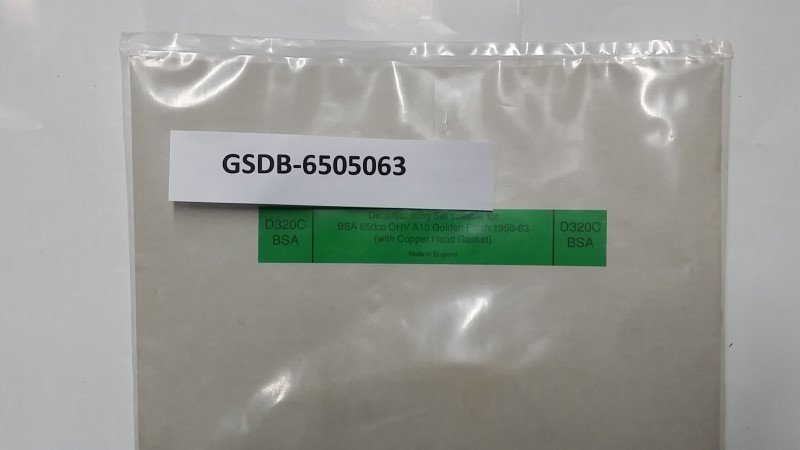 GSDB-6505063
D320C
BSA
Decarbonising Set suitable for
BSA 650cc OHV A10 Golden Flash 1950-63
(with Copper Head Gasket)
Made in England
D320C
BSA